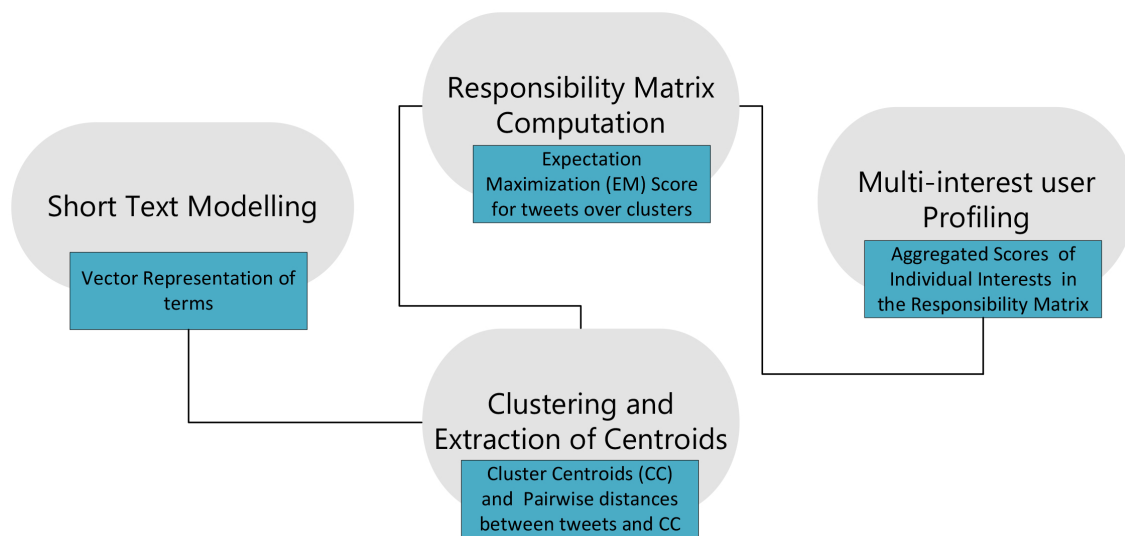 Short Text Modelling
Vector Representation of
terms
Responsibility Matrix
Computation
Expectation
Maximization (EM) Score
for tweets over clusters
Clustering and
Extraction of Centroids
Cluster Centroids (CC)
and Pairwise distances
between tweets and CC
Multi-interest user
Profiling
Aggregated Scores of
Individual Interests in
the Responsibility Matrix